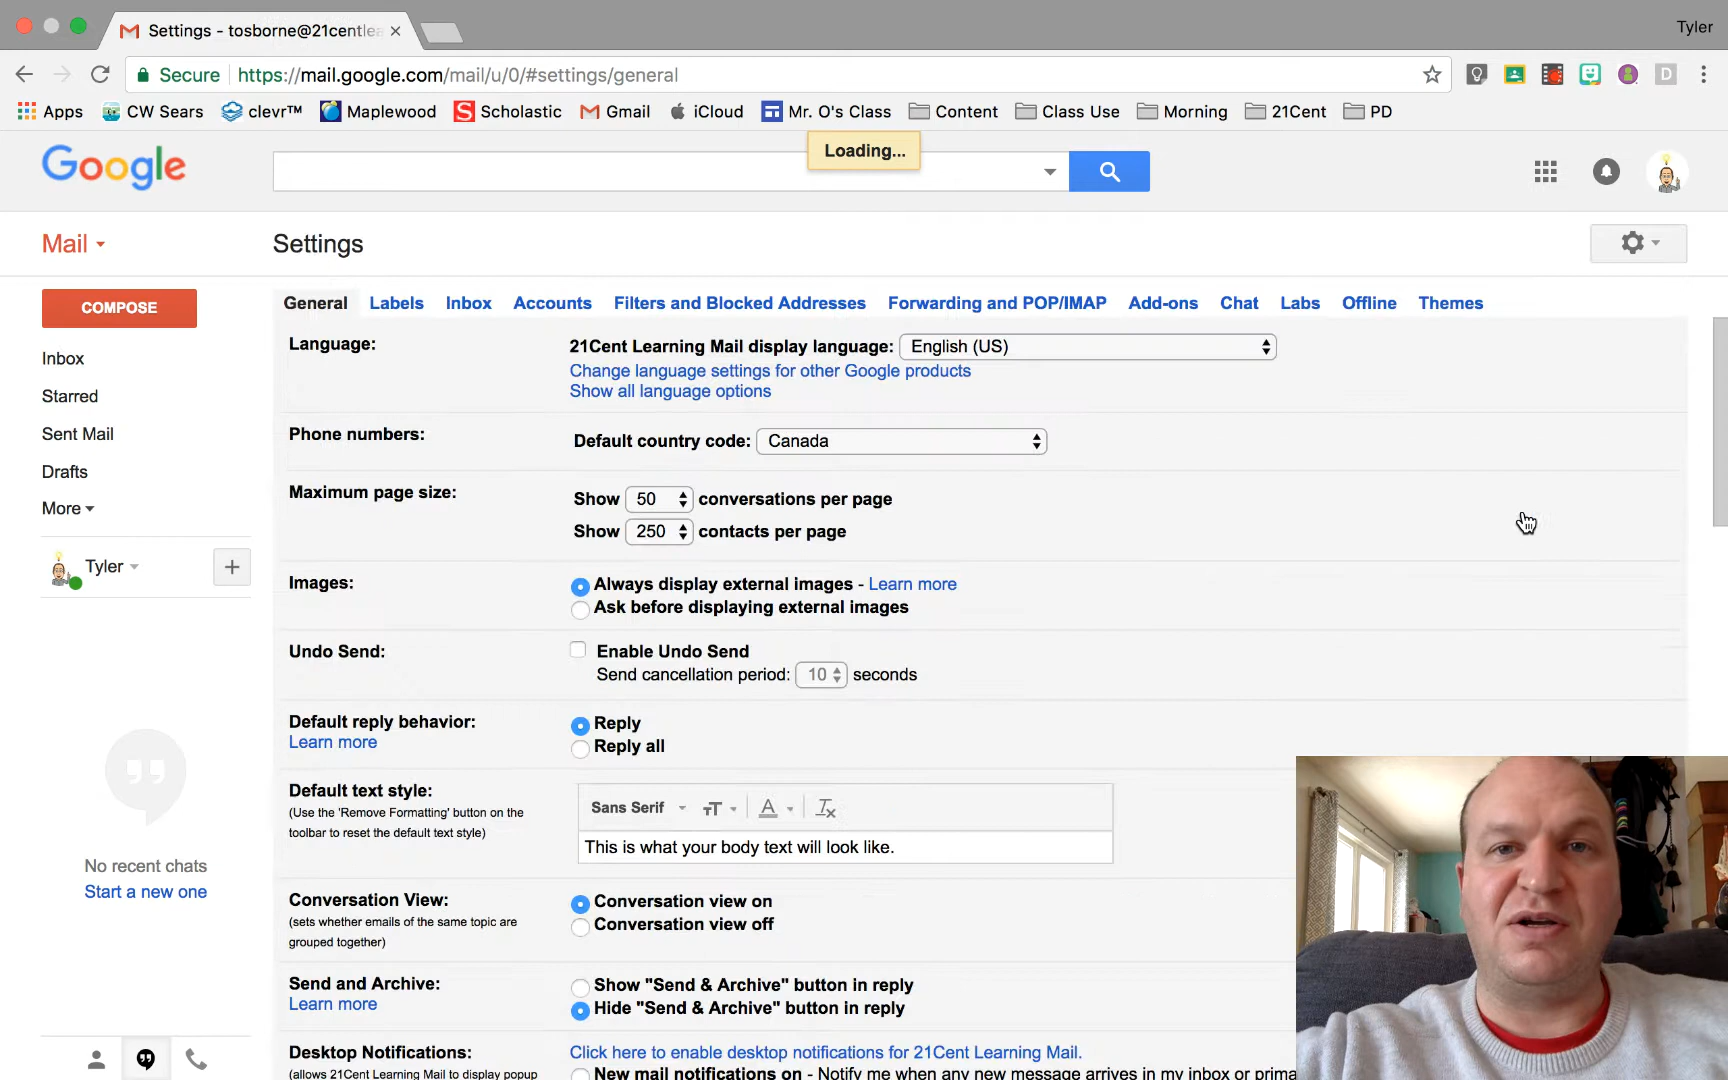 Settings - tosborne@21centlea
Tyler
Secure https://mail.google.com/mail/u/0/#settings/general
D
Apps CW Sears clevr™ Maplewood Scholastic Gmail iCloud Mr. O's Class Content Class Use Morning 21Cent PD
Loading...
Google
Mail Settings
COMPOSE
Inbox
Starred
Sent Mail
Drafts
More
Tyler
No recent chats
Start a new one
General Labels Inbox Accounts Filters and Blocked Addresses Forwarding and POP/IMAP Add-ons Chat Labs Offline Themes
Language: 21Cent Learning Mail display language: English (US)
Change language settings for other Google products
Show all language options
Phone numbers: Default country code: Canada
Maximum page size: Show 50 conversations per page
Show 250 contacts per page
Images: Always display external images - Learn more
Ask before displaying external images
Undo Send: Enable Undo Send
Send cancellation period: 10 seconds
Default reply behavior: Reply
Learn more Reply all
Default text style: Sans Serif
(Use the 'Remove Formatting' button on the
toolbar to reset the default text style)
This is what your body text will look like.
Conversation View: Conversation view on
(sets whether emails of the same topic are Conversation view off
grouped together)
Send and Archive: Show "Send & Archive" button in reply
Learn more Hide "Send & Archive" button in reply
Desktop Notifications: Click here to enable desktop notifications for 21Cent Learning Mail.
(allows 21Cent Learning Mail to display popup New mail notifications on - Notify me when any new message arrives in my inbox or prima